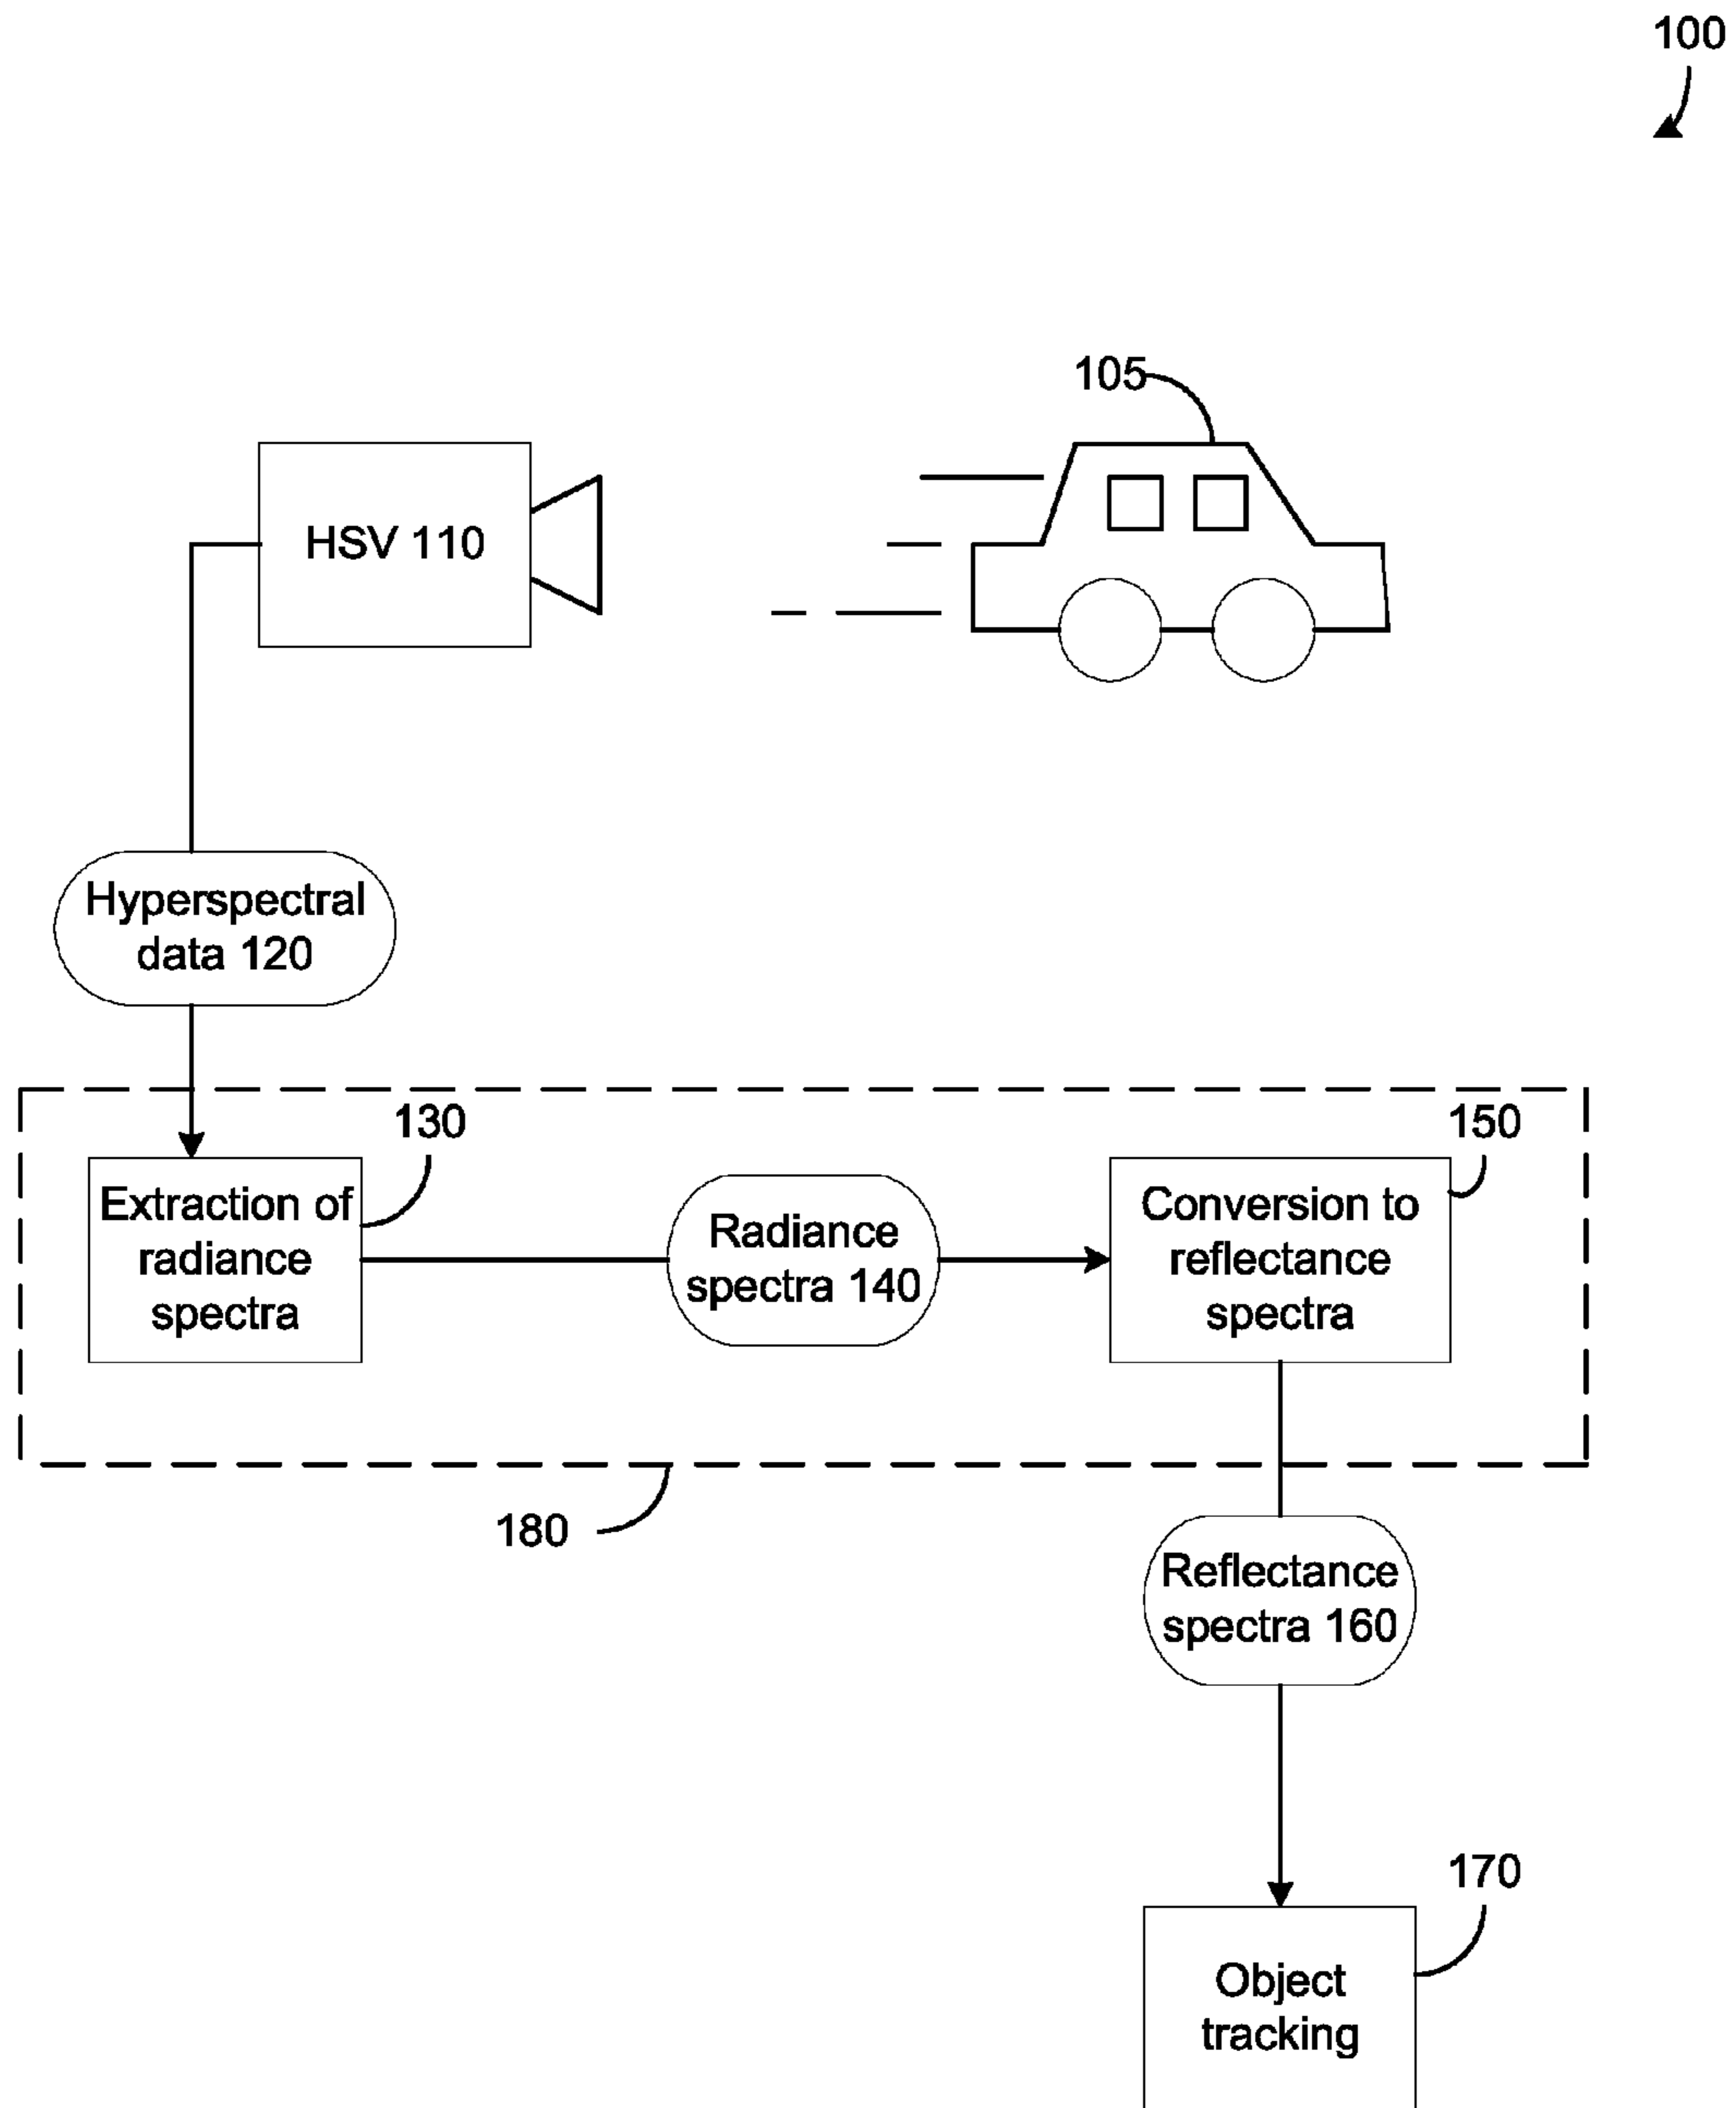 100
105
HSV 110
Hyperspectral
data 120
130
150
Extraction of
radiance
spectra
Radiance
spectra 140
Conversion to
reflectance
spectra
180
Reflectance
spectra 160
170
Object
tracking